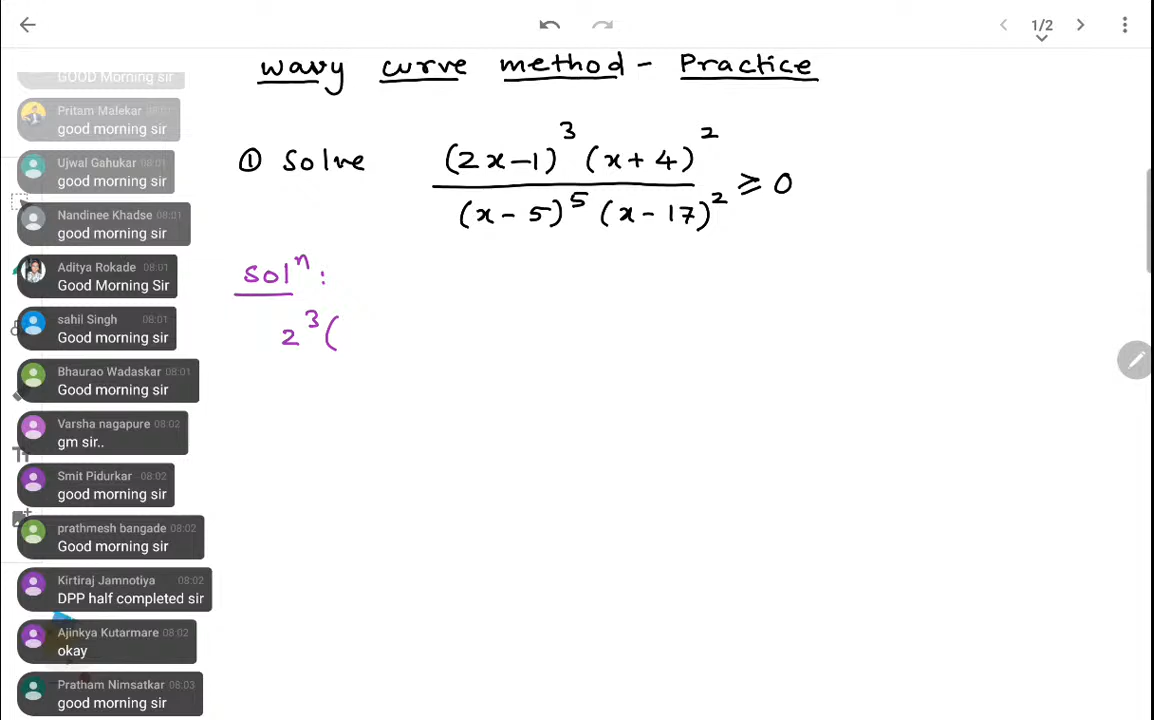 1/2
wavy curve method - Practice
GOOD Morning sir
Pritam Malekar
good morning sir
Ujwal Gahukar 08:01
good morning sir
Nandinee Khadse 08:01
good morning sir
Aditya Rokade 08:01
Good Morning Sir
sahil Singh 08:01
Good morning sir
Bhaurao Wadaskar 08:01
Good morning sir
Varsha nagapure 08:02
gm sir..
Smit Pidurkar 08:02
good morning sir
prathmesh bangade 08:02
Good morning sir
Kirtiraj Jamnotiya 08:02
DPP half completed sir
Ajinkya Kutarmare 08:02
okay
Pratham Nimsatkar 08:03
good morning sir
① Solve (2x-1)³ (x+4)² / (x-5)⁵ (x-17)² ≥ 0
Solⁿ:
2³(
Tт